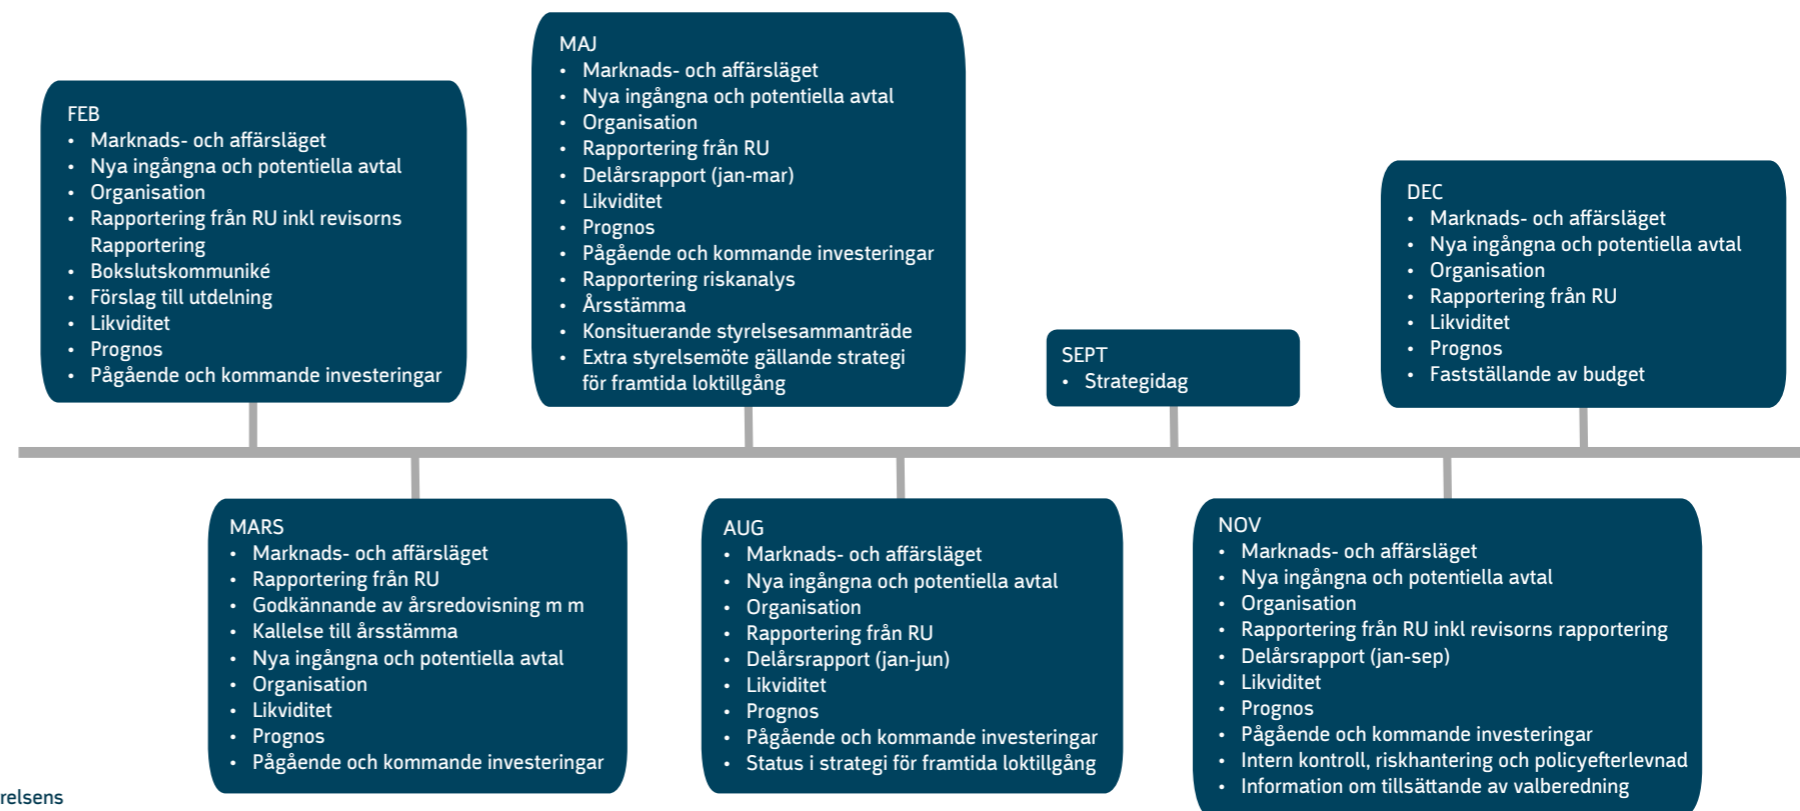 FEB
• Marknads- och affärsläget
• Nya ingångna och potentiella avtal
• Organisation
• Rapportering från RU inkl revisorns
Rapportering
• Bokslutskommuniké
• Förslag till utdelning
• Likviditet
• Prognos
• Pågående och kommande investeringar
MARS
• Marknads- och affärsläget
• Rapportering från RU
• Godkännande av årsredovisning m m
• Kallelse till årsstämma
• Nya ingångna och potentiella avtal
• Organisation
• Likviditet
• Prognos
• Pågående och kommande investeringar
MAJ
• Marknads- och affärsläget
• Nya ingångna och potentiella avtal
• Organisation
• Rapportering från RU
• Delårsrapport (jan-mar)
• Likviditet
• Prognos
• Pågående och kommande investeringar
• Rapportering riskanalys
• Årsstämma
• Konsituerande styrelsesammanträde
• Extra styrelsemöte gällande strategi
för framtida loktillgång
AUG
• Marknads- och affärsläget
• Nya ingångna och potentiella avtal
• Organisation
• Rapportering från RU
• Delårsrapport (jan-jun)
• Likviditet
• Prognos
• Pågående och kommande investeringar
• Status i strategi för framtida loktillgång
SEPT
• Strategidag
NOV
• Marknads- och affärsläget
• Nya ingångna och potentiella avtal
• Organisation
• Rapportering från RU inkl revisorns rapportering
• Delårsrapport (jan-sep)
• Likviditet
• Prognos
• Pågående och kommande investeringar
• Intern kontroll, riskhantering och policyefterlevnad
• Information om tillsättande av valberedning
DEC
• Marknads- och affärsläget
• Nya ingångna och potentiella avtal
• Organisation
• Rapportering från RU
• Likviditet
• Prognos
• Fastställande av budget
relsens